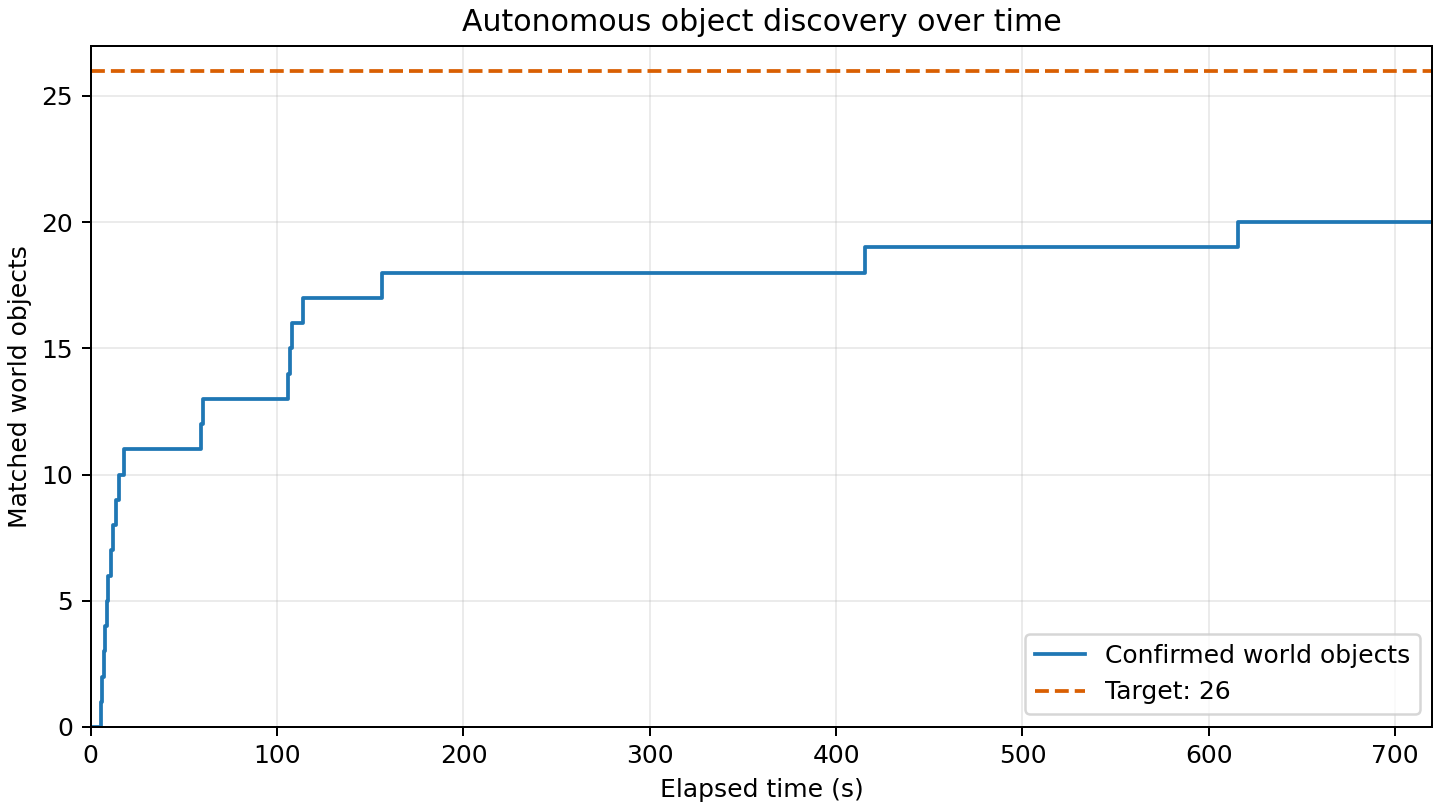 Autonomous object discovery over time
Matched world objects
25
20
15
10
5
0
0 100 200 300 400 500 600 700
Elapsed time (s)
Confirmed world objects
Target: 26